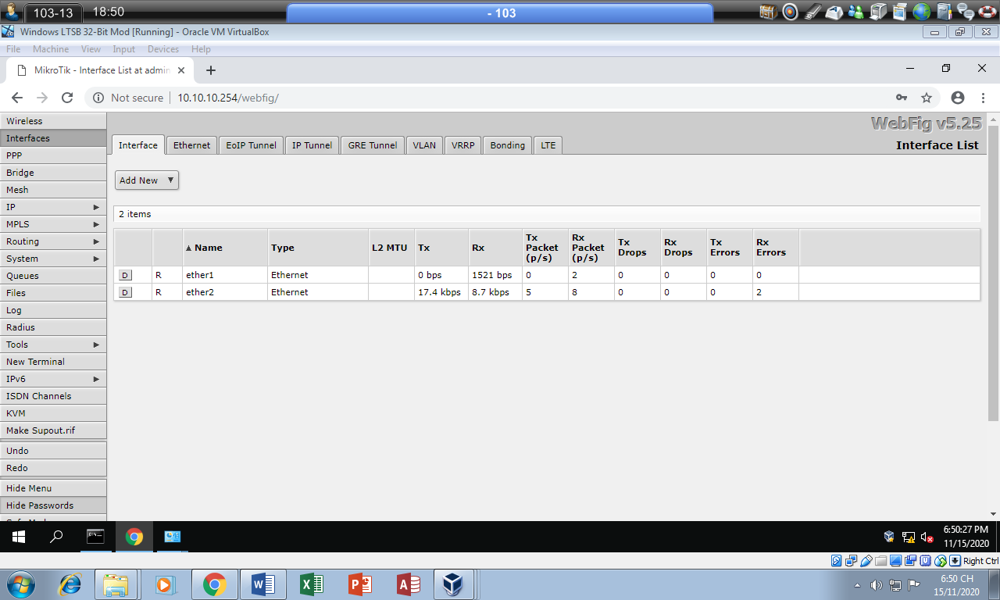 103-13
18:50
- 103
Windows LTSB 32-Bit Mod [Running] - Oracle VM VirtualBox
File Machine View Input Devices Help
MikroTik - Interface List at admin
Not secure 10.10.10.254/webfig/
WebFig v5.25
Interface List
Wireless
Interfaces
PPP
Bridge
Mesh
IP
MPLS
Routing
System
Queues
Files
Log
Radius
Tools
New Terminal
IPv6
ISDN Channels
KVM
Make Supout.rif
Undo
Redo
Hide Menu
Hide Passwords
Interface Ethernet EoIP Tunnel IP Tunnel GRE Tunnel VLAN VRRP Bonding LTE
Add New
2 items
Name Type L2 MTU Tx Rx Tx Packet (p/s) Rx Packet (p/s) Tx Drops Rx Drops Tx Errors Rx Errors
D R ether1 Ethernet 0 bps 1521 bps 0 2 0 0 0 0
D R ether2 Ethernet 17.4 kbps 8.7 kbps 5 8 0 0 0 2
6:50:27 PM
11/15/2020
Right Ctrl
6:50 CH
15/11/2020